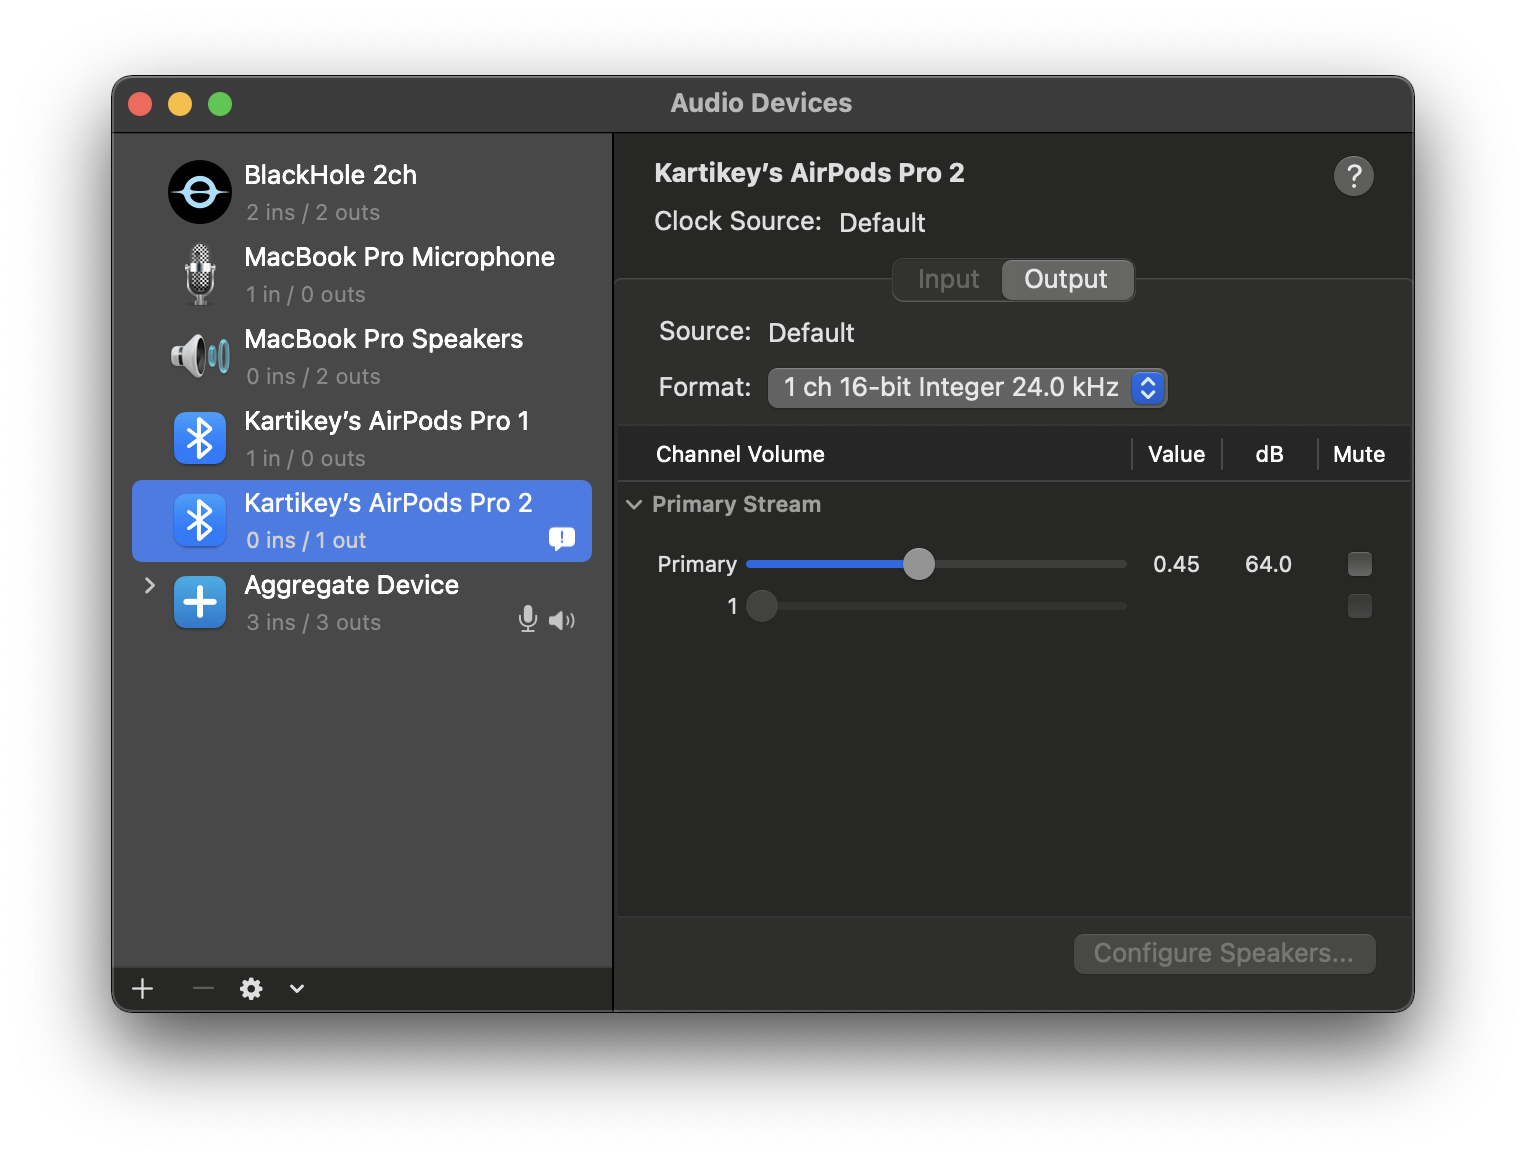 Audio Devices
BlackHole 2ch
2 ins / 2 outs
MacBook Pro Microphone
1 in / 0 outs
MacBook Pro Speakers
0 ins / 2 outs
Kartikey’s AirPods Pro 1
1 in / 0 outs
Kartikey’s AirPods Pro 2
0 ins / 1 out
Aggregate Device
3 ins / 3 outs
Kartikey’s AirPods Pro 2
?
Clock Source: Default
Input Output
Source: Default
Format: 1 ch 16-bit Integer 24.0 kHz
Channel Volume Value dB Mute
Primary Stream
Primary 0.45 64.0
1
Configure Speakers...